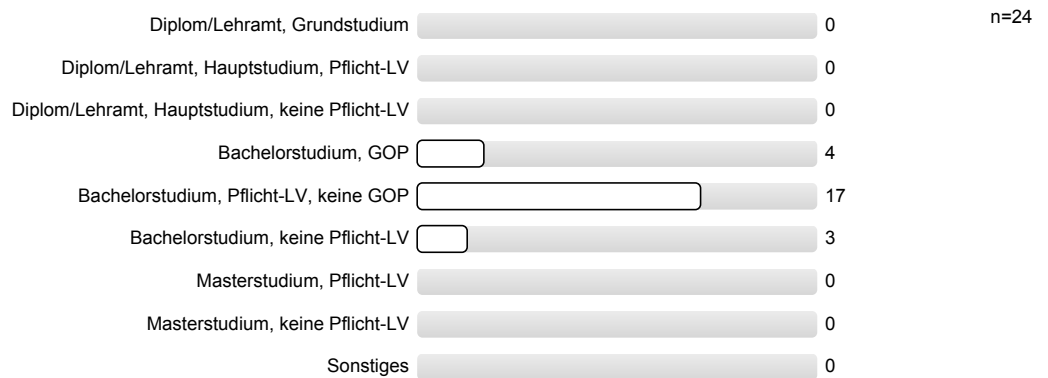 Diplom/Lehramt, Grundstudium 0 n=24
Diplom/Lehramt, Hauptstudium, Pflicht-LV 0
Diplom/Lehramt, Hauptstudium, keine Pflicht-LV 0
Bachelorstudium, GOP 4
Bachelorstudium, Pflicht-LV, keine GOP 17
Bachelorstudium, keine Pflicht-LV 3
Masterstudium, Pflicht-LV 0
Masterstudium, keine Pflicht-LV 0
Sonstiges 0